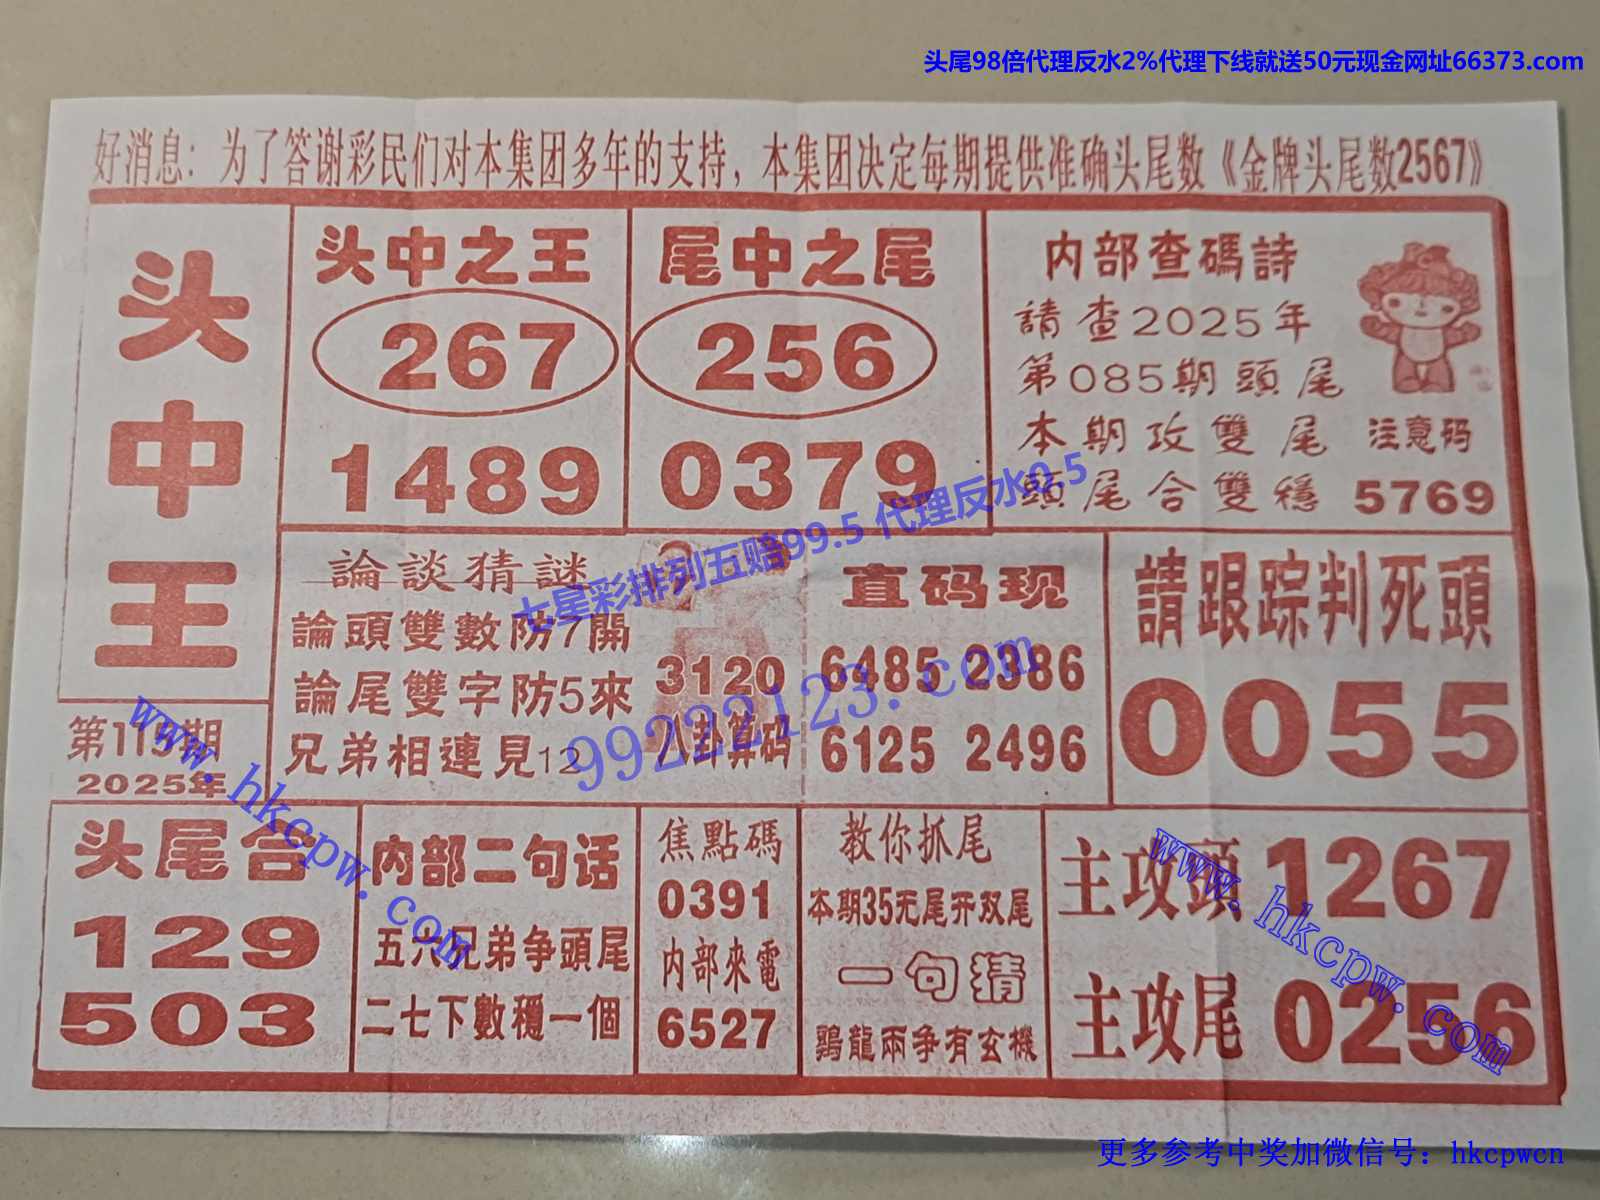 头尾98倍代理反水2%代理下线就送50元现金网址66373.com
好消息：为了答谢彩民们对本集团多年的支持，本集团决定每期提供准确头尾数《金牌头尾数2567》
头中王
第115期
2025年
头中之王
267
1489
尾中之尾
256
0379
内部查碼詩
請查2025年
第085期頭尾
本期攻雙尾
頭尾合雙穩
注意码
5769
論談猜謎
論頭雙數防7開
論尾雙字防5來
兄弟相連見12
3120
八卦算码
直码现
6485 2386
6125 2496
請跟踪判死頭
0055
头尾合
129
503
内部二句话
五六兄弟争頭尾
二七下數穩一個
焦點碼
0391
内部來電
6527
教你抓尾
本期35无尾开双尾
一句猜
鷄龍兩争有玄機
主攻頭 1267
主攻尾 0256
七星彩排列五赔99.5 代理反水0.5
99222123.com
www.hkcpw.com
www.hkcpw.com
更多参考中奖加微信号：hkcpwcn